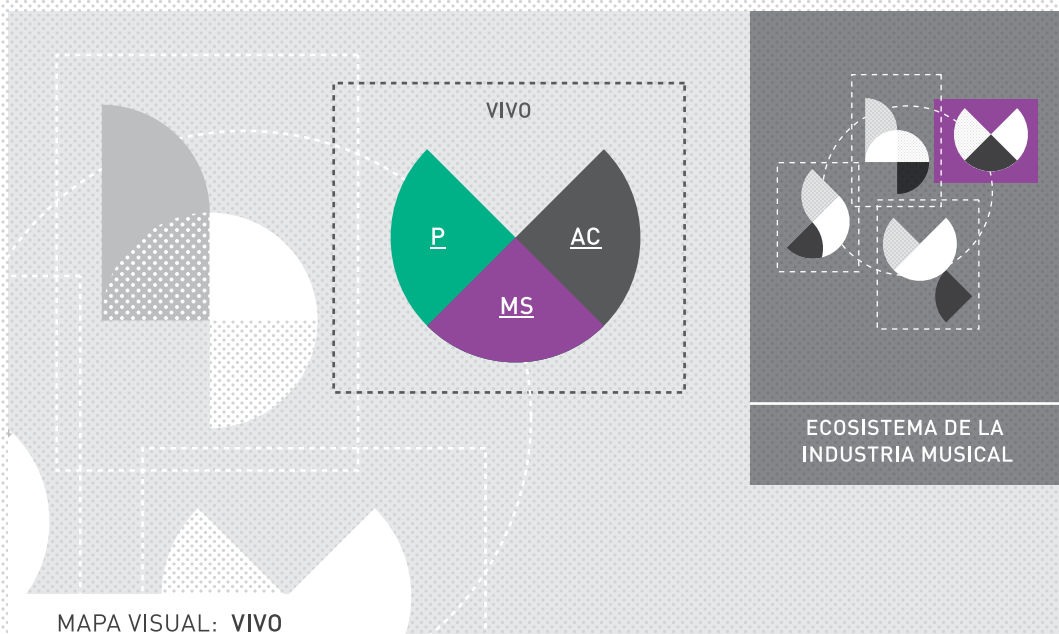 VIVO
P
AC
MS
ECOSISTEMA DE LA
INDUSTRIA MUSICAL
MAPA VISUAL: VIVO